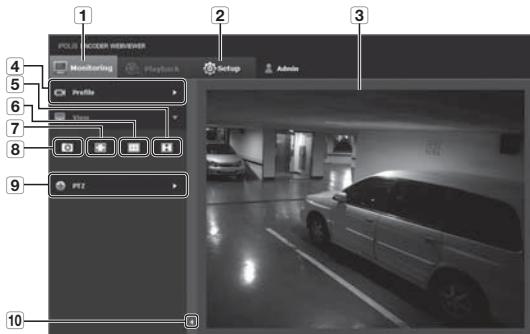 1 2 3
iPOLiS ENCODER WEBVIEWER
Monitoring Playback Setup Admin
4
Profile
5
View
6
7
8
9
PTZ
10